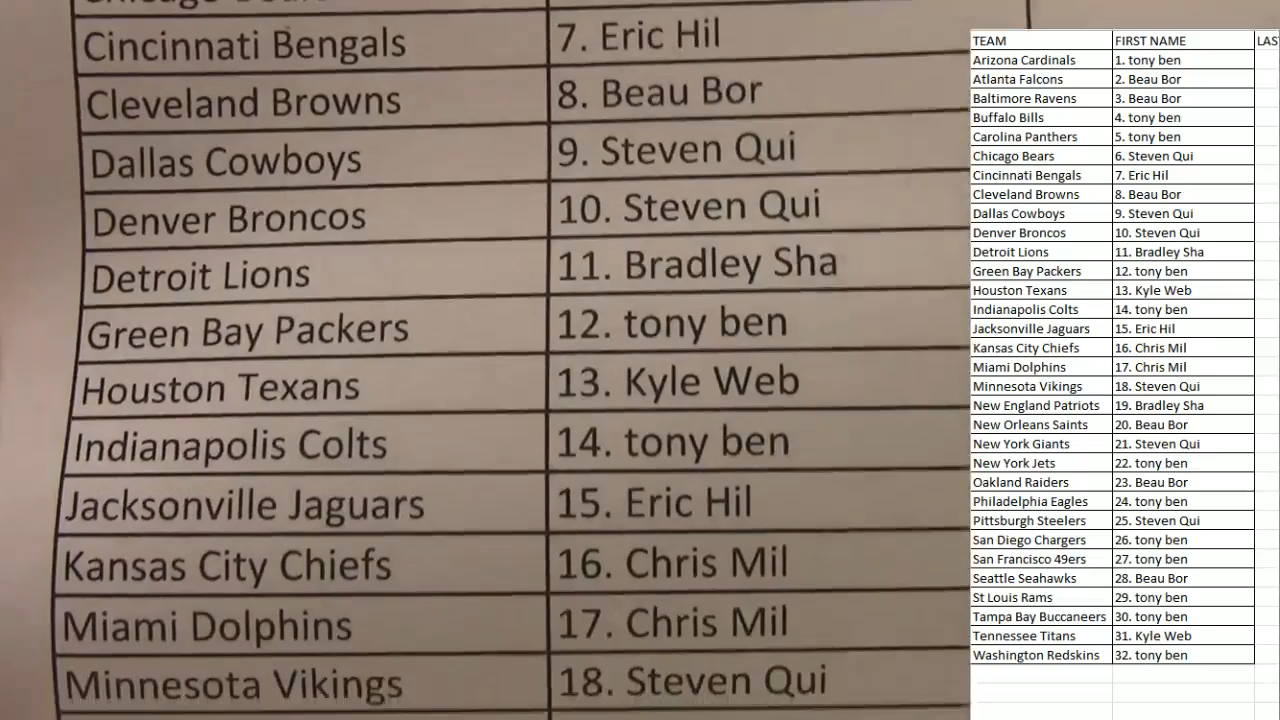 Cincinnati Bengals 7. Eric Hil
Cleveland Browns 8. Beau Bor
Dallas Cowboys 9. Steven Qui
Denver Broncos 10. Steven Qui
Detroit Lions 11. Bradley Sha
Green Bay Packers 12. tony ben
Houston Texans 13. Kyle Web
Indianapolis Colts 14. tony ben
Jacksonville Jaguars 15. Eric Hil
Kansas City Chiefs 16. Chris Mil
Miami Dolphins 17. Chris Mil
Minnesota Vikings 18. Steven Qui
TEAM FIRST NAME
Arizona Cardinals 1. tony ben
Atlanta Falcons 2. Beau Bor
Baltimore Ravens 3. Beau Bor
Buffalo Bills 4. tony ben
Carolina Panthers 5. tony ben
Chicago Bears 6. Steven Qui
Cincinnati Bengals 7. Eric Hil
Cleveland Browns 8. Beau Bor
Dallas Cowboys 9. Steven Qui
Denver Broncos 10. Steven Qui
Detroit Lions 11. Bradley Sha
Green Bay Packers 12. tony ben
Houston Texans 13. Kyle Web
Indianapolis Colts 14. tony ben
Jacksonville Jaguars 15. Eric Hil
Kansas City Chiefs 16. Chris Mil
Miami Dolphins 17. Chris Mil
Minnesota Vikings 18. Steven Qui
New England Patriots 19. Bradley Sha
New Orleans Saints 20. Beau Bor
New York Giants 21. Steven Qui
New York Jets 22. tony ben
Oakland Raiders 23. Beau Bor
Philadelphia Eagles 24. tony ben
Pittsburgh Steelers 25. Steven Qui
San Diego Chargers 26. tony ben
San Francisco 49ers 27. tony ben
Seattle Seahawks 28. Beau Bor
St Louis Rams 29. tony ben
Tampa Bay Buccaneers 30. tony ben
Tennessee Titans 31. Kyle Web
Washington Redskins 32. tony ben